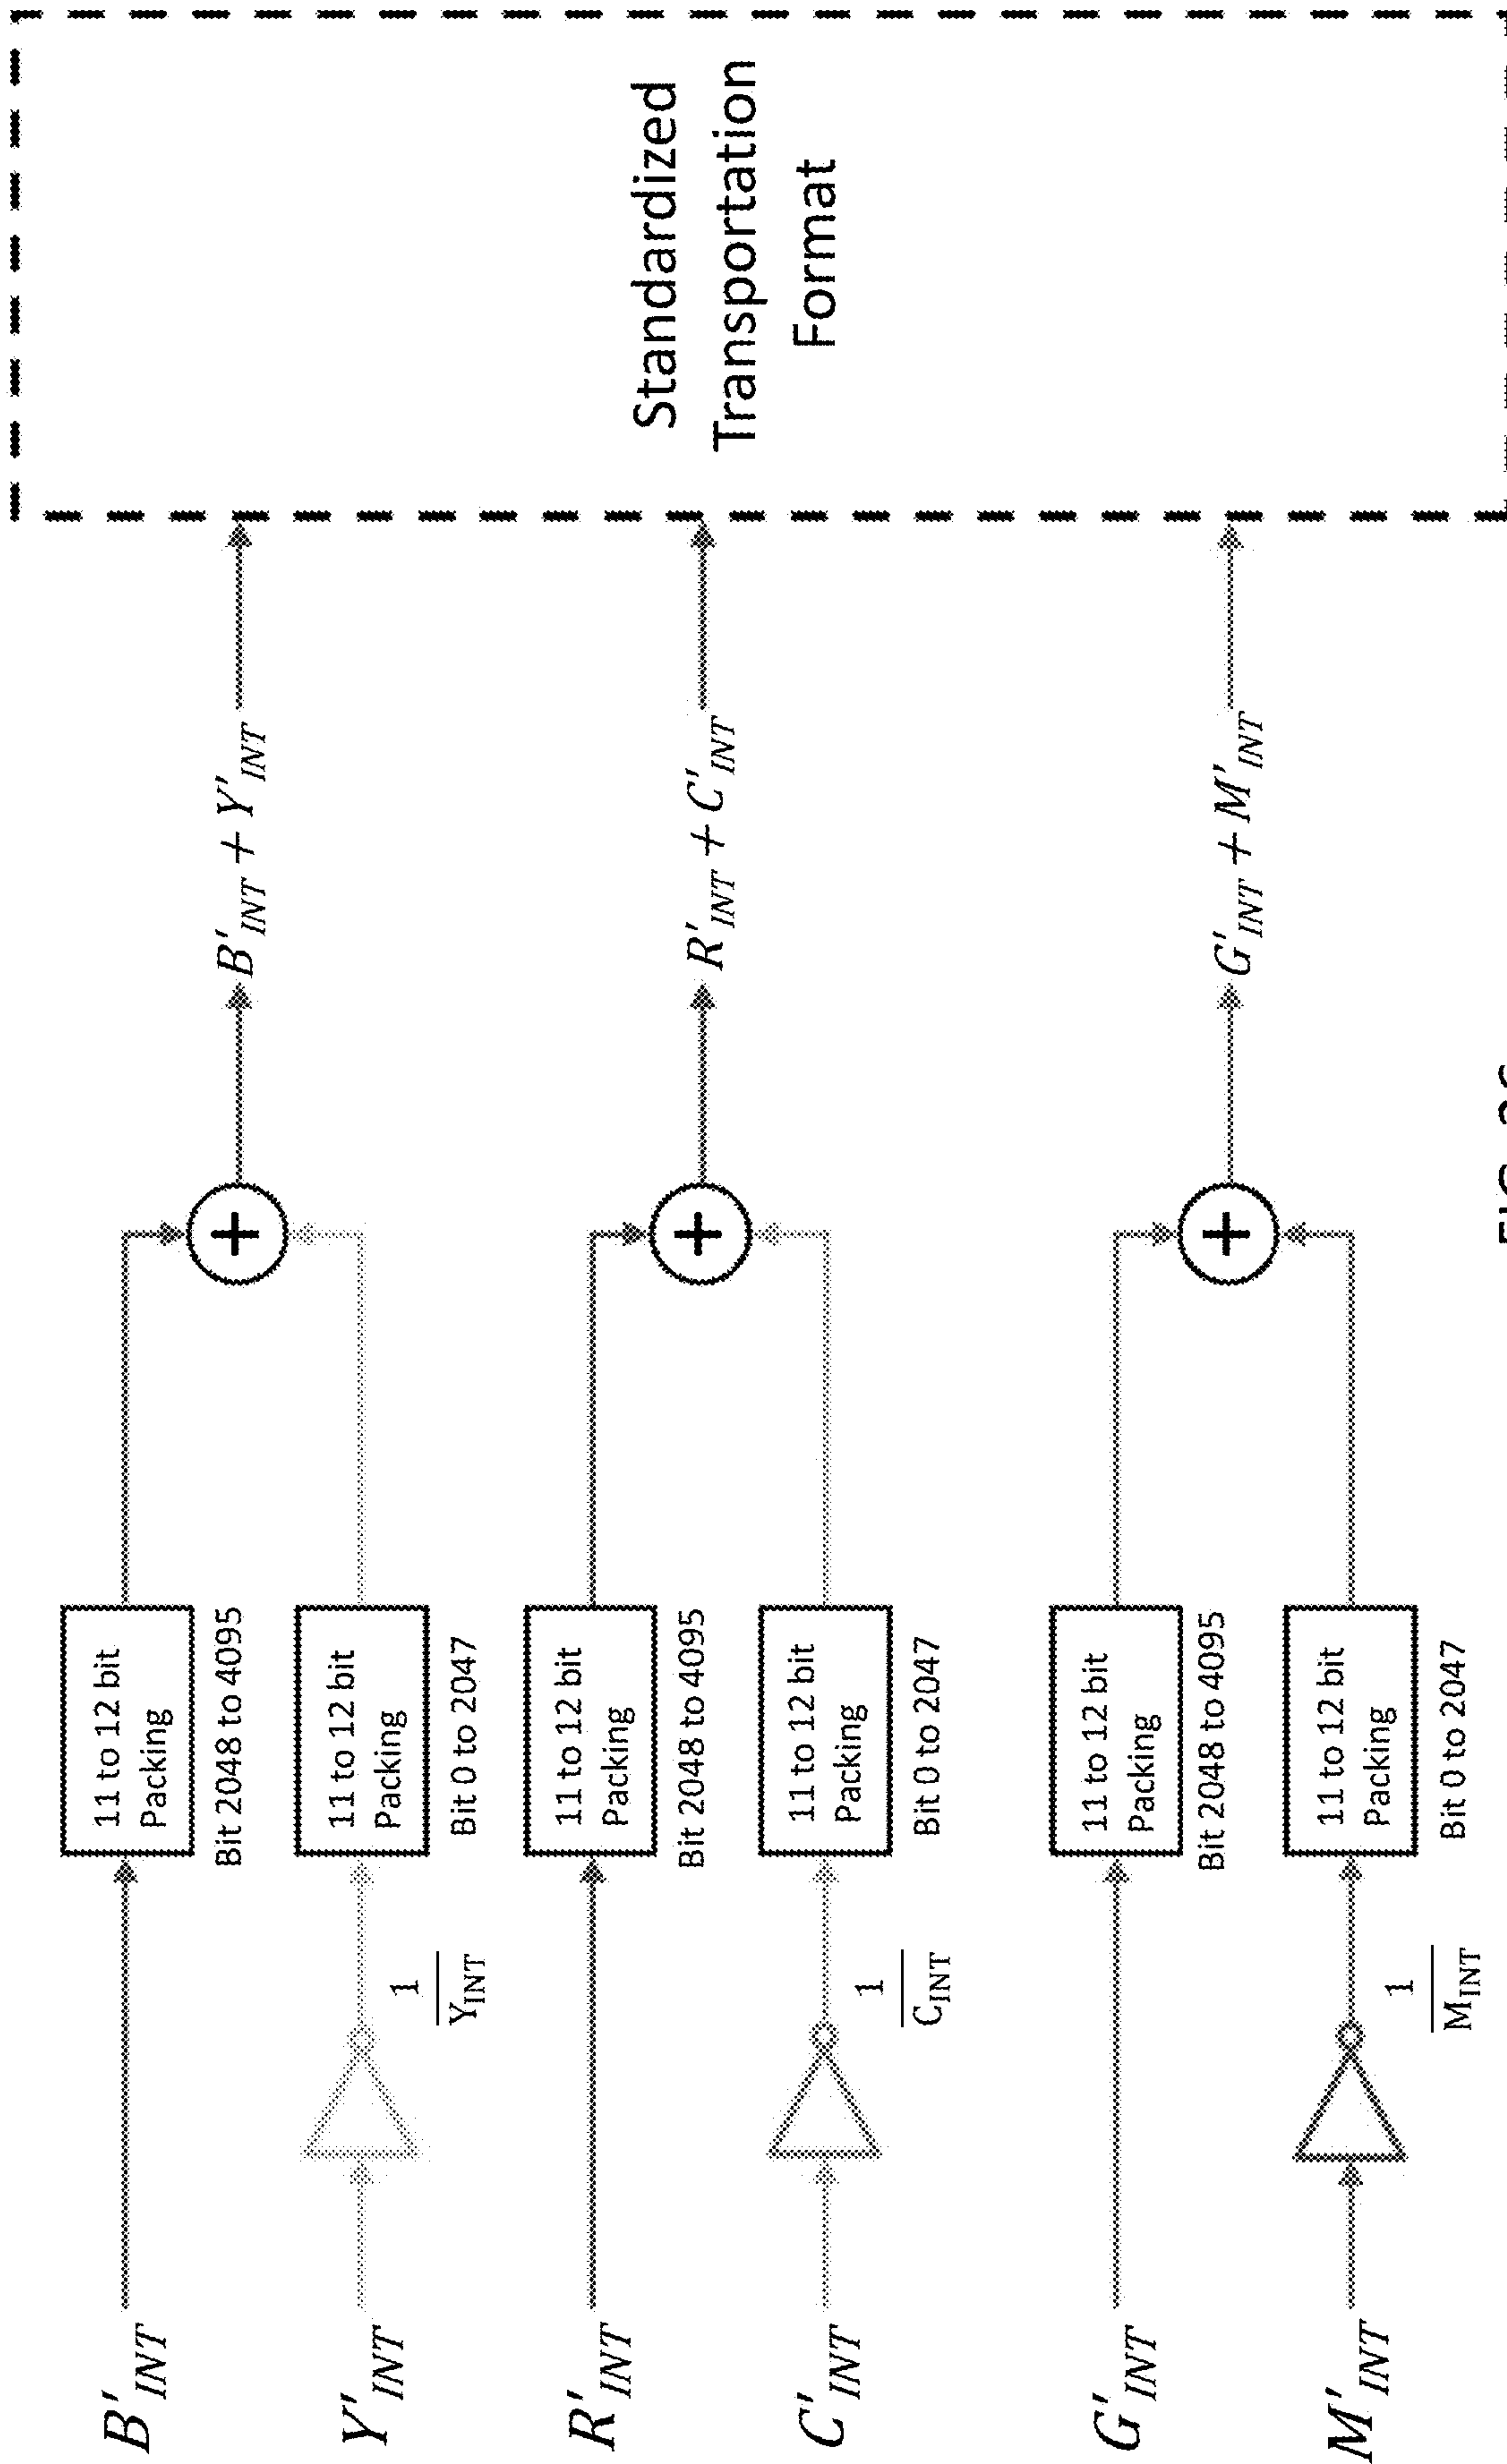 B'INT
11 to 12 bit
Packing
Bit 2048 to 4095
Y'INT
1
YINT
11 to 12 bit
Packing
Bit 0 to 2047
+
B'INT + Y'INT
R'INT
11 to 12 bit
Packing
Bit 2048 to 4095
C'INT
1
CINT
11 to 12 bit
Packing
Bit 0 to 2047
+
R'INT + C'INT
G'INT
11 to 12 bit
Packing
Bit 2048 to 4095
M'INT
1
MINT
11 to 12 bit
Packing
Bit 0 to 2047
+
G'INT + M'INT
Standardized
Transportation
Format